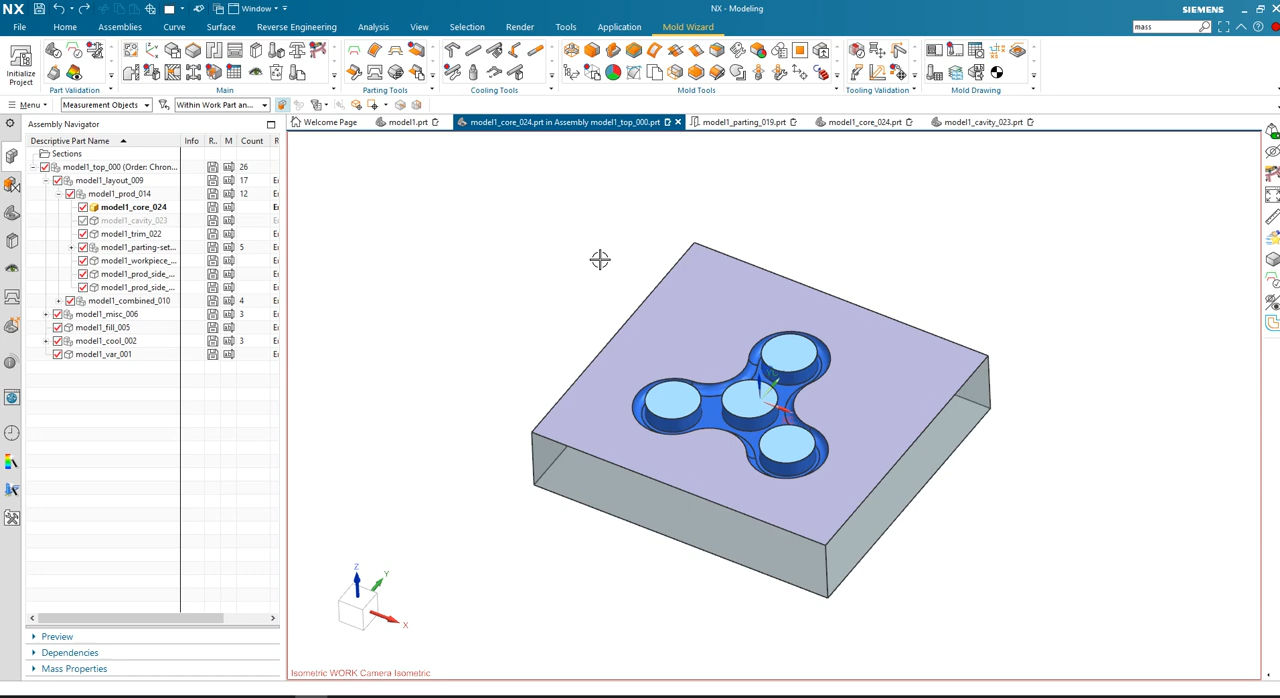 NX
Window
NX - Modeling
SIEMENS
File
Home
Assemblies
Curve
Surface
Reverse Engineering
Analysis
View
Selection
Render
Tools
Application
Mold Wizard
mass
Initialize
Project
Part Validation
Main
Parting Tools
Cooling Tools
Mold Tools
Tooling Validation
Mold Drawing
Menu
Measurement Objects
Within Work Part an
Welcome Page
model1.prt
model1_core_024.prt in Assembly model1_top_000.prt
model1_parting_019.prt
model1_core_024.prt
model1_cavity_023.prt
Assembly Navigator
Descriptive Part Name
Info
R..
M
Count
R
Sections
model1_top_000 (Order: Chron...
26
model1_layout_009
17
model1_prod_014
12
model1_core_024
model1_cavity_023
model1_trim_022
model1_parting-set...
5
model1_workpiece_...
model1_prod_side_...
model1_prod_side_...
model1_combined_010
4
model1_misc_006
3
model1_fill_005
model1_cool_002
3
model1_var_001
Z
Y
X
Isometric WORK Camera Isometric
Preview
Dependencies
Mass Properties